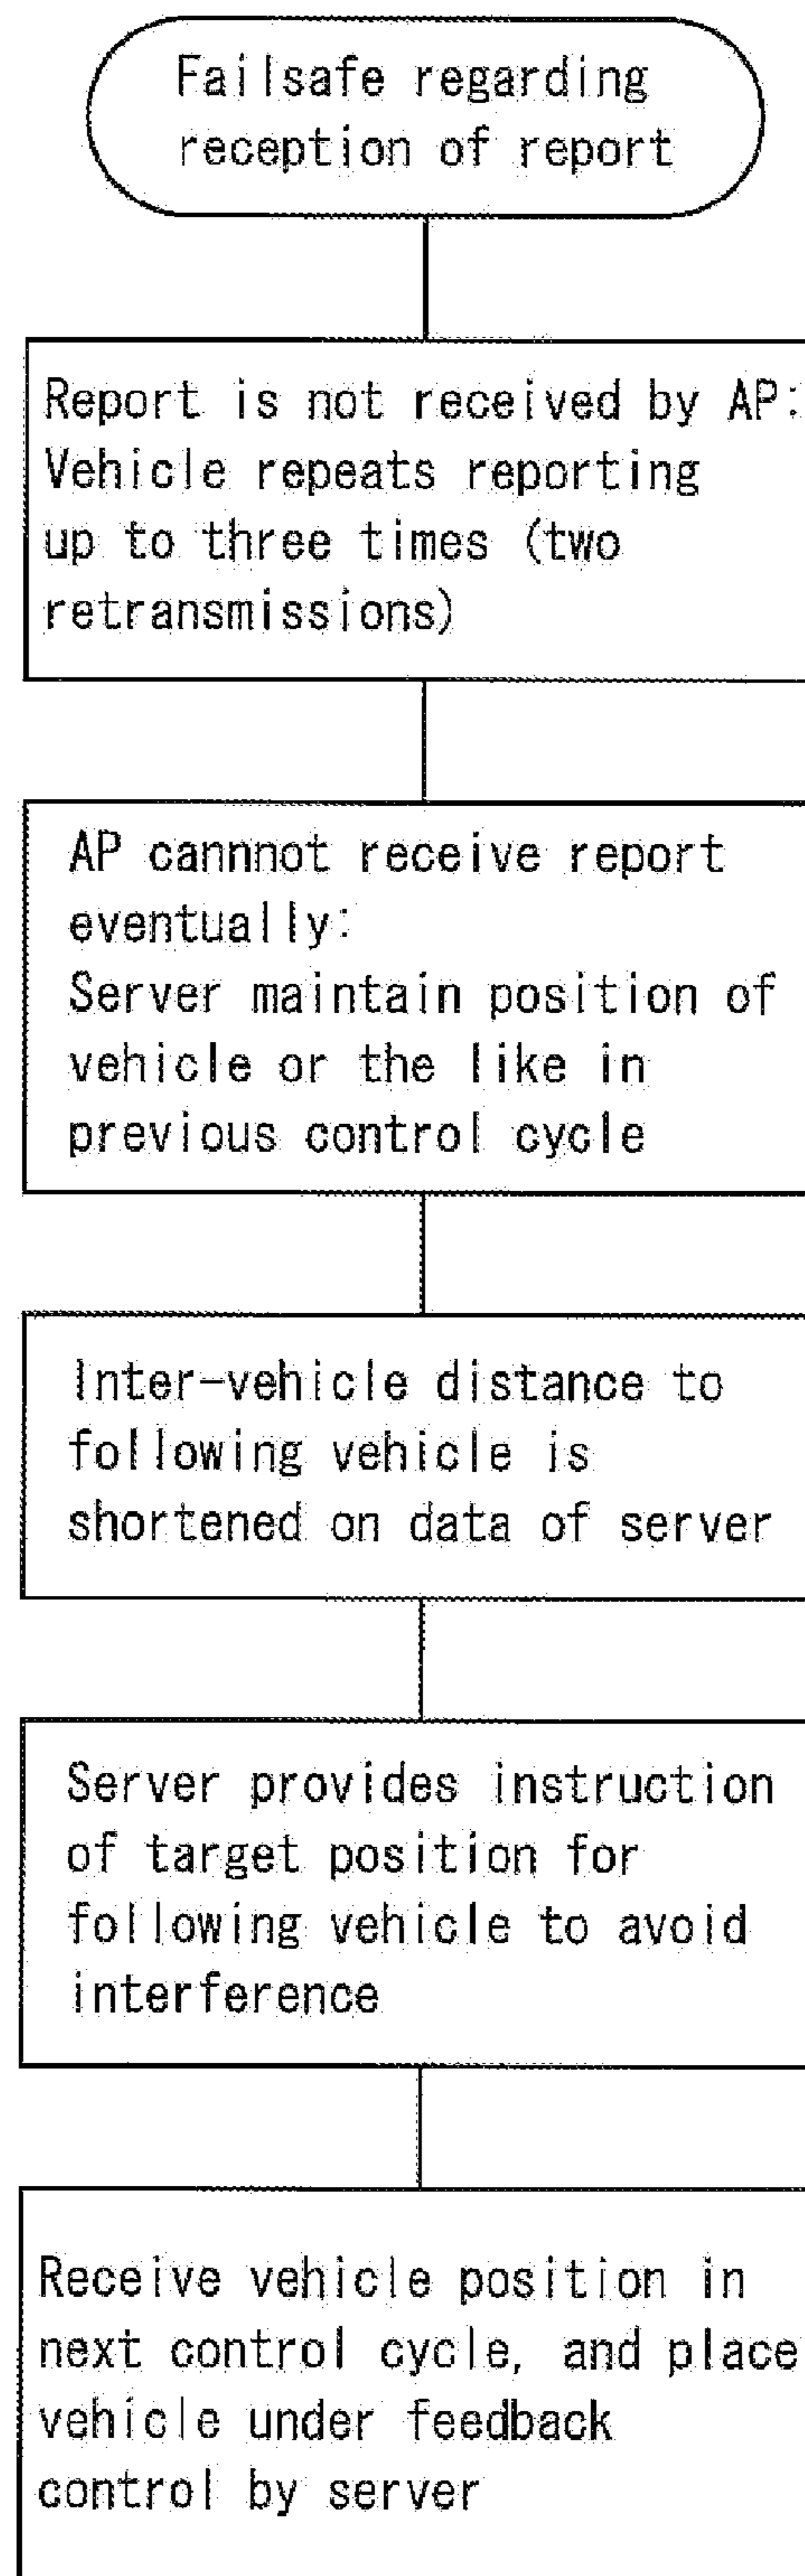 Failsafe regarding
reception of report
Report is not received by AP:
Vehicle repeats reporting
up to three times (two
retransmissions)
AP cannnot receive report
eventually:
Server maintain position of
vehicle or the like in
previous control cycle
Inter-vehicle distance to
following vehicle is
shortened on data of server
Server provides instruction
of target position for
following vehicle to avoid
interference
Receive vehicle position in
next control cycle, and place
vehicle under feedback
control by server